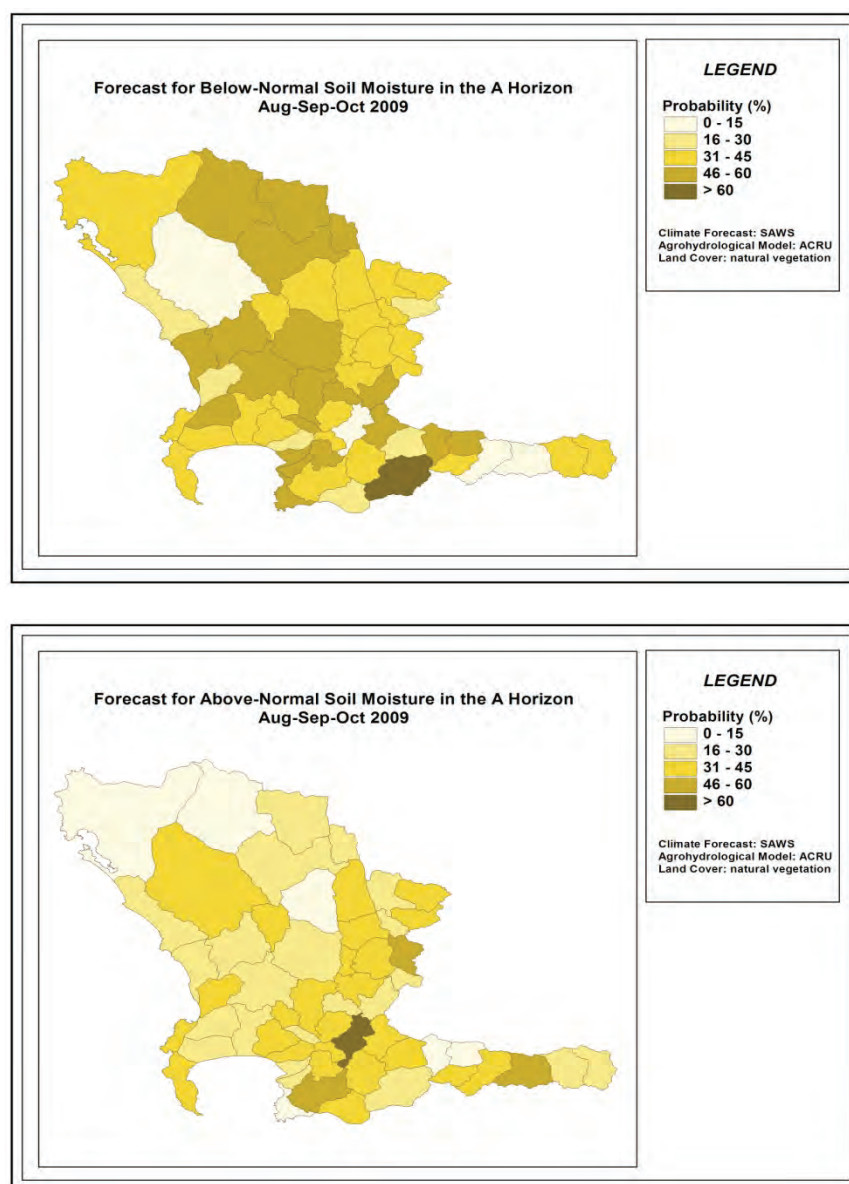 Forecast for Below-Normal Soil Moisture in the A Horizon
Aug-Sep-Oct 2009
LEGEND
Probability (%)
0 - 15
16 - 30
31 - 45
46 - 60
> 60
Climate Forecast: SAWS
Agrohydrological Model: ACRU
Land Cover: natural vegetation
Forecast for Above-Normal Soil Moisture in the A Horizon
Aug-Sep-Oct 2009
LEGEND
Probability (%)
0 - 15
16 - 30
31 - 45
46 - 60
> 60
Climate Forecast: SAWS
Agrohydrological Model: ACRU
Land Cover: natural vegetation